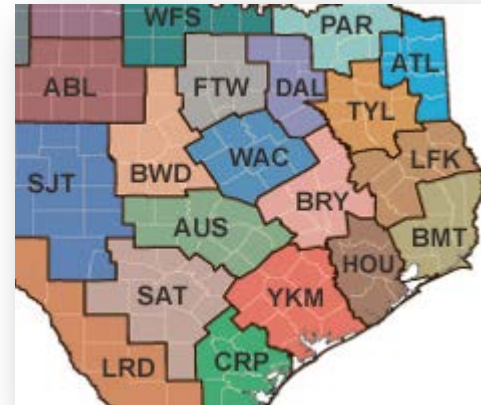 WFS
PAR
ABL
FTW
DAL
ATL
TYL
SJT
BWD
WAC
LFK
BRY
AUS
BMT
HOU
SAT
YKM
LRD
CRP